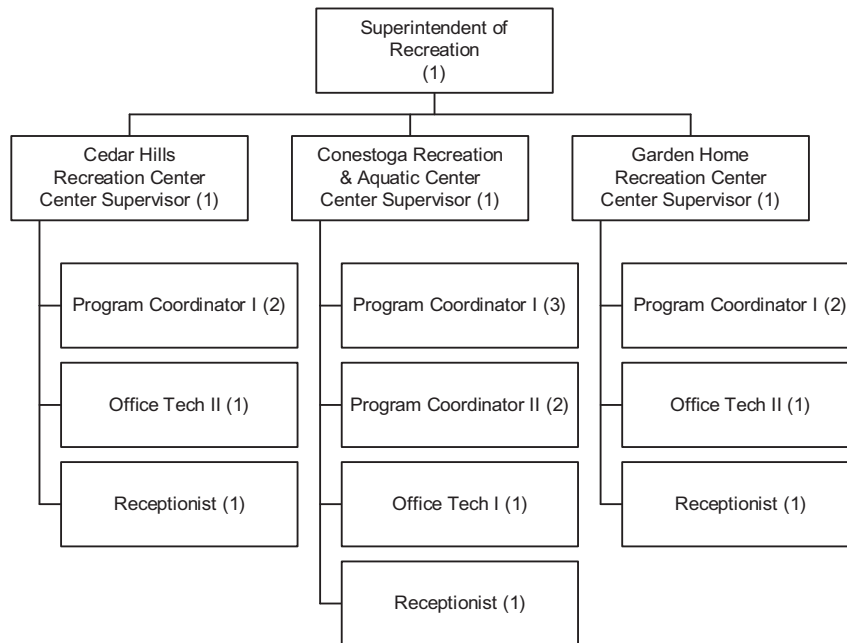 Superintendent of
Recreation
(1)
Cedar Hills
Recreation Center
Center Supervisor (1)
Conestoga Recreation
& Aquatic Center
Center Supervisor (1)
Garden Home
Recreation Center
Center Supervisor (1)
Program Coordinator I (2)
Office Tech II (1)
Receptionist (1)
Program Coordinator I (3)
Program Coordinator II (2)
Office Tech I (1)
Receptionist (1)
Program Coordinator I (2)
Office Tech II (1)
Receptionist (1)